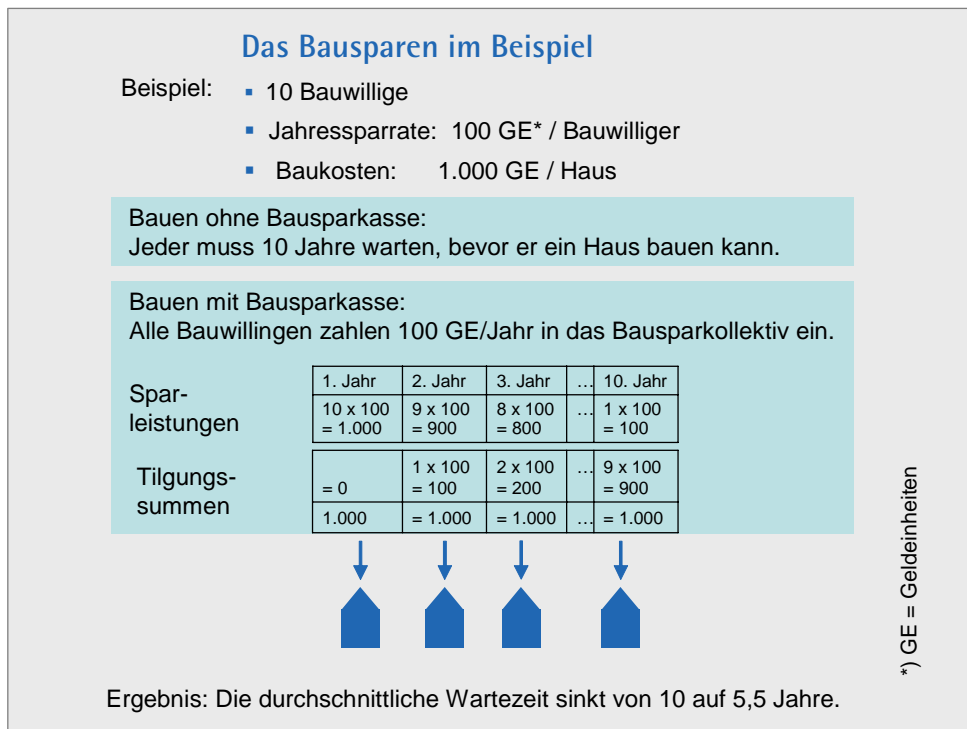 Das Bausparen im Beispiel
Beispiel: ▪ 10 Bauwillige
▪ Jahressparrate: 100 GE* / Bauwilliger
▪ Baukosten: 1.000 GE / Haus
Bauen ohne Bausparkasse:
Jeder muss 10 Jahre warten, bevor er ein Haus bauen kann.
Bauen mit Bausparkasse:
Alle Bauwillingen zahlen 100 GE/Jahr in das Bausparkollektiv ein.
Spar-
leistungen
1. Jahr 2. Jahr 3. Jahr … 10. Jahr
10 x 100 9 x 100 8 x 100 … 1 x 100
= 1.000 = 900 = 800 = 100
Tilgungs-
summen
1 x 100 2 x 100 … 9 x 100
= 0 = 100 = 200 = 900
1.000 = 1.000 = 1.000 … = 1.000
*) GE = Geldeinheiten
Ergebnis: Die durchschnittliche Wartezeit sinkt von 10 auf 5,5 Jahre.